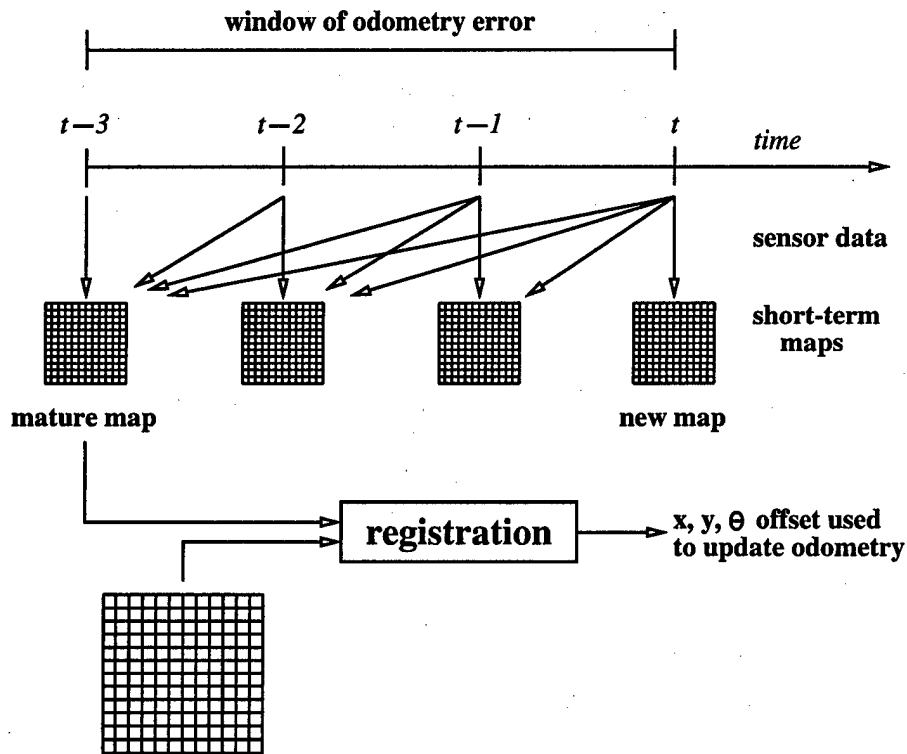 window of odometry error
t−3 t−2 t−1 t time
sensor data
short-term
maps
mature map new map
registration
x, y, θ offset used
to update odometry